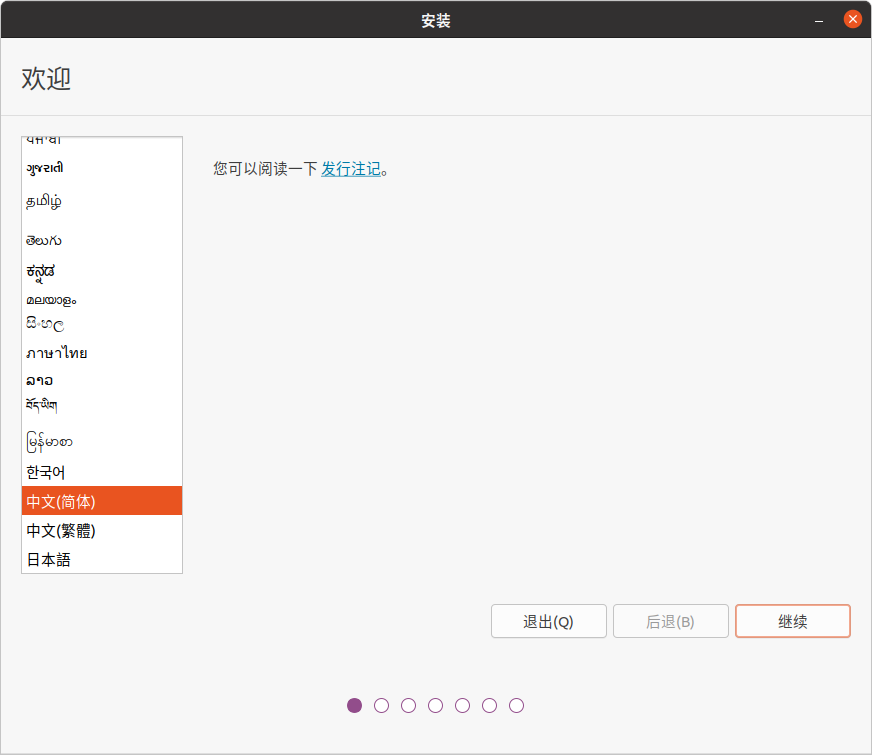 安装
欢迎
ગુજરાતી
தமிழ்
తెలుగు
ಕನ್ನಡ
മലയാളം
සිංහල
ภาษาไทย
ລາວ
བོད་ཡིག
မြန်မာစာ
한국어
中文(简体)
中文(繁體)
日本語
您可以阅读一下 发行注记。
退出(Q)
后退(B)
继续